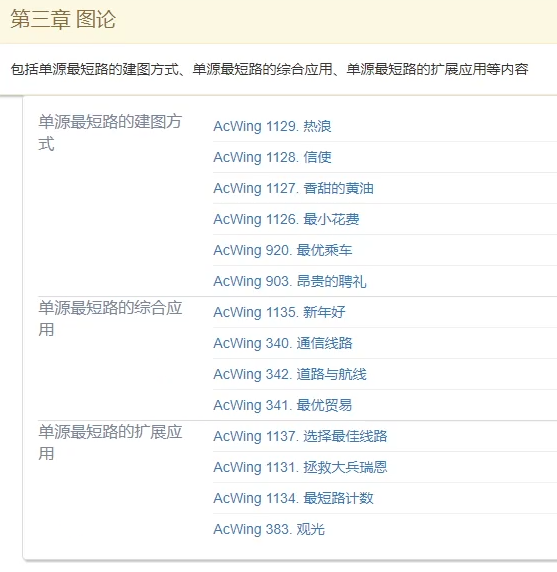 第三章 图论
包括单源最短路的建图方式、单源最短路的综合应用、单源最短路的扩展应用等内容
单源最短路的建图方
式
AcWing 1129. 热浪
AcWing 1128. 信使
AcWing 1127. 香甜的黄油
AcWing 1126. 最小花费
AcWing 920. 最优乘车
AcWing 903. 昂贵的聘礼
单源最短路的综合应
用
AcWing 1135. 新年好
AcWing 340. 通信线路
AcWing 342. 道路与航线
AcWing 341. 最优贸易
单源最短路的扩展应
用
AcWing 1137. 选择最佳线路
AcWing 1131. 拯救大兵瑞恩
AcWing 1134. 最短路计数
AcWing 383. 观光